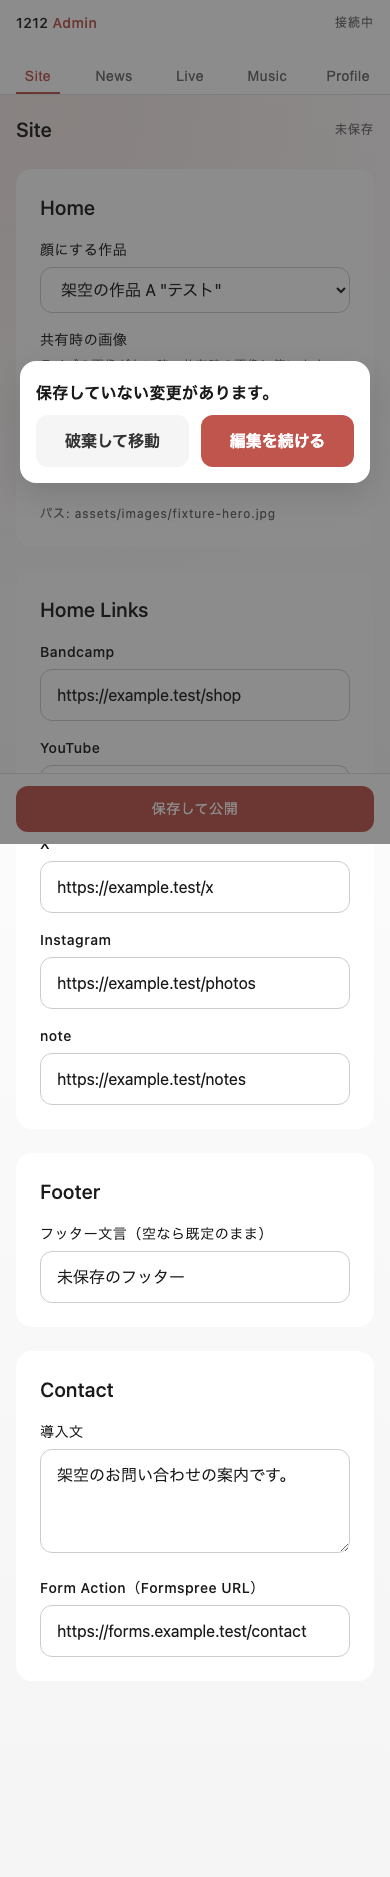 1212 Admin
接続中
Site News Live Music Profile
Site
未保存
Home
顔にする作品
架空の作品 A "テスト"
共有時の画像
保存していない変更があります。
破棄して移動
編集を続ける
パス: assets/images/fixture-hero.jpg
Home Links
Bandcamp
https://example.test/shop
YouTube
保存して公開
X
https://example.test/x
Instagram
https://example.test/photos
note
https://example.test/notes
Footer
フッター文言（空なら既定のまま）
未保存のフッター
Contact
導入文
架空のお問い合わせの案内です。
Form Action（Formspree URL）
https://forms.example.test/contact